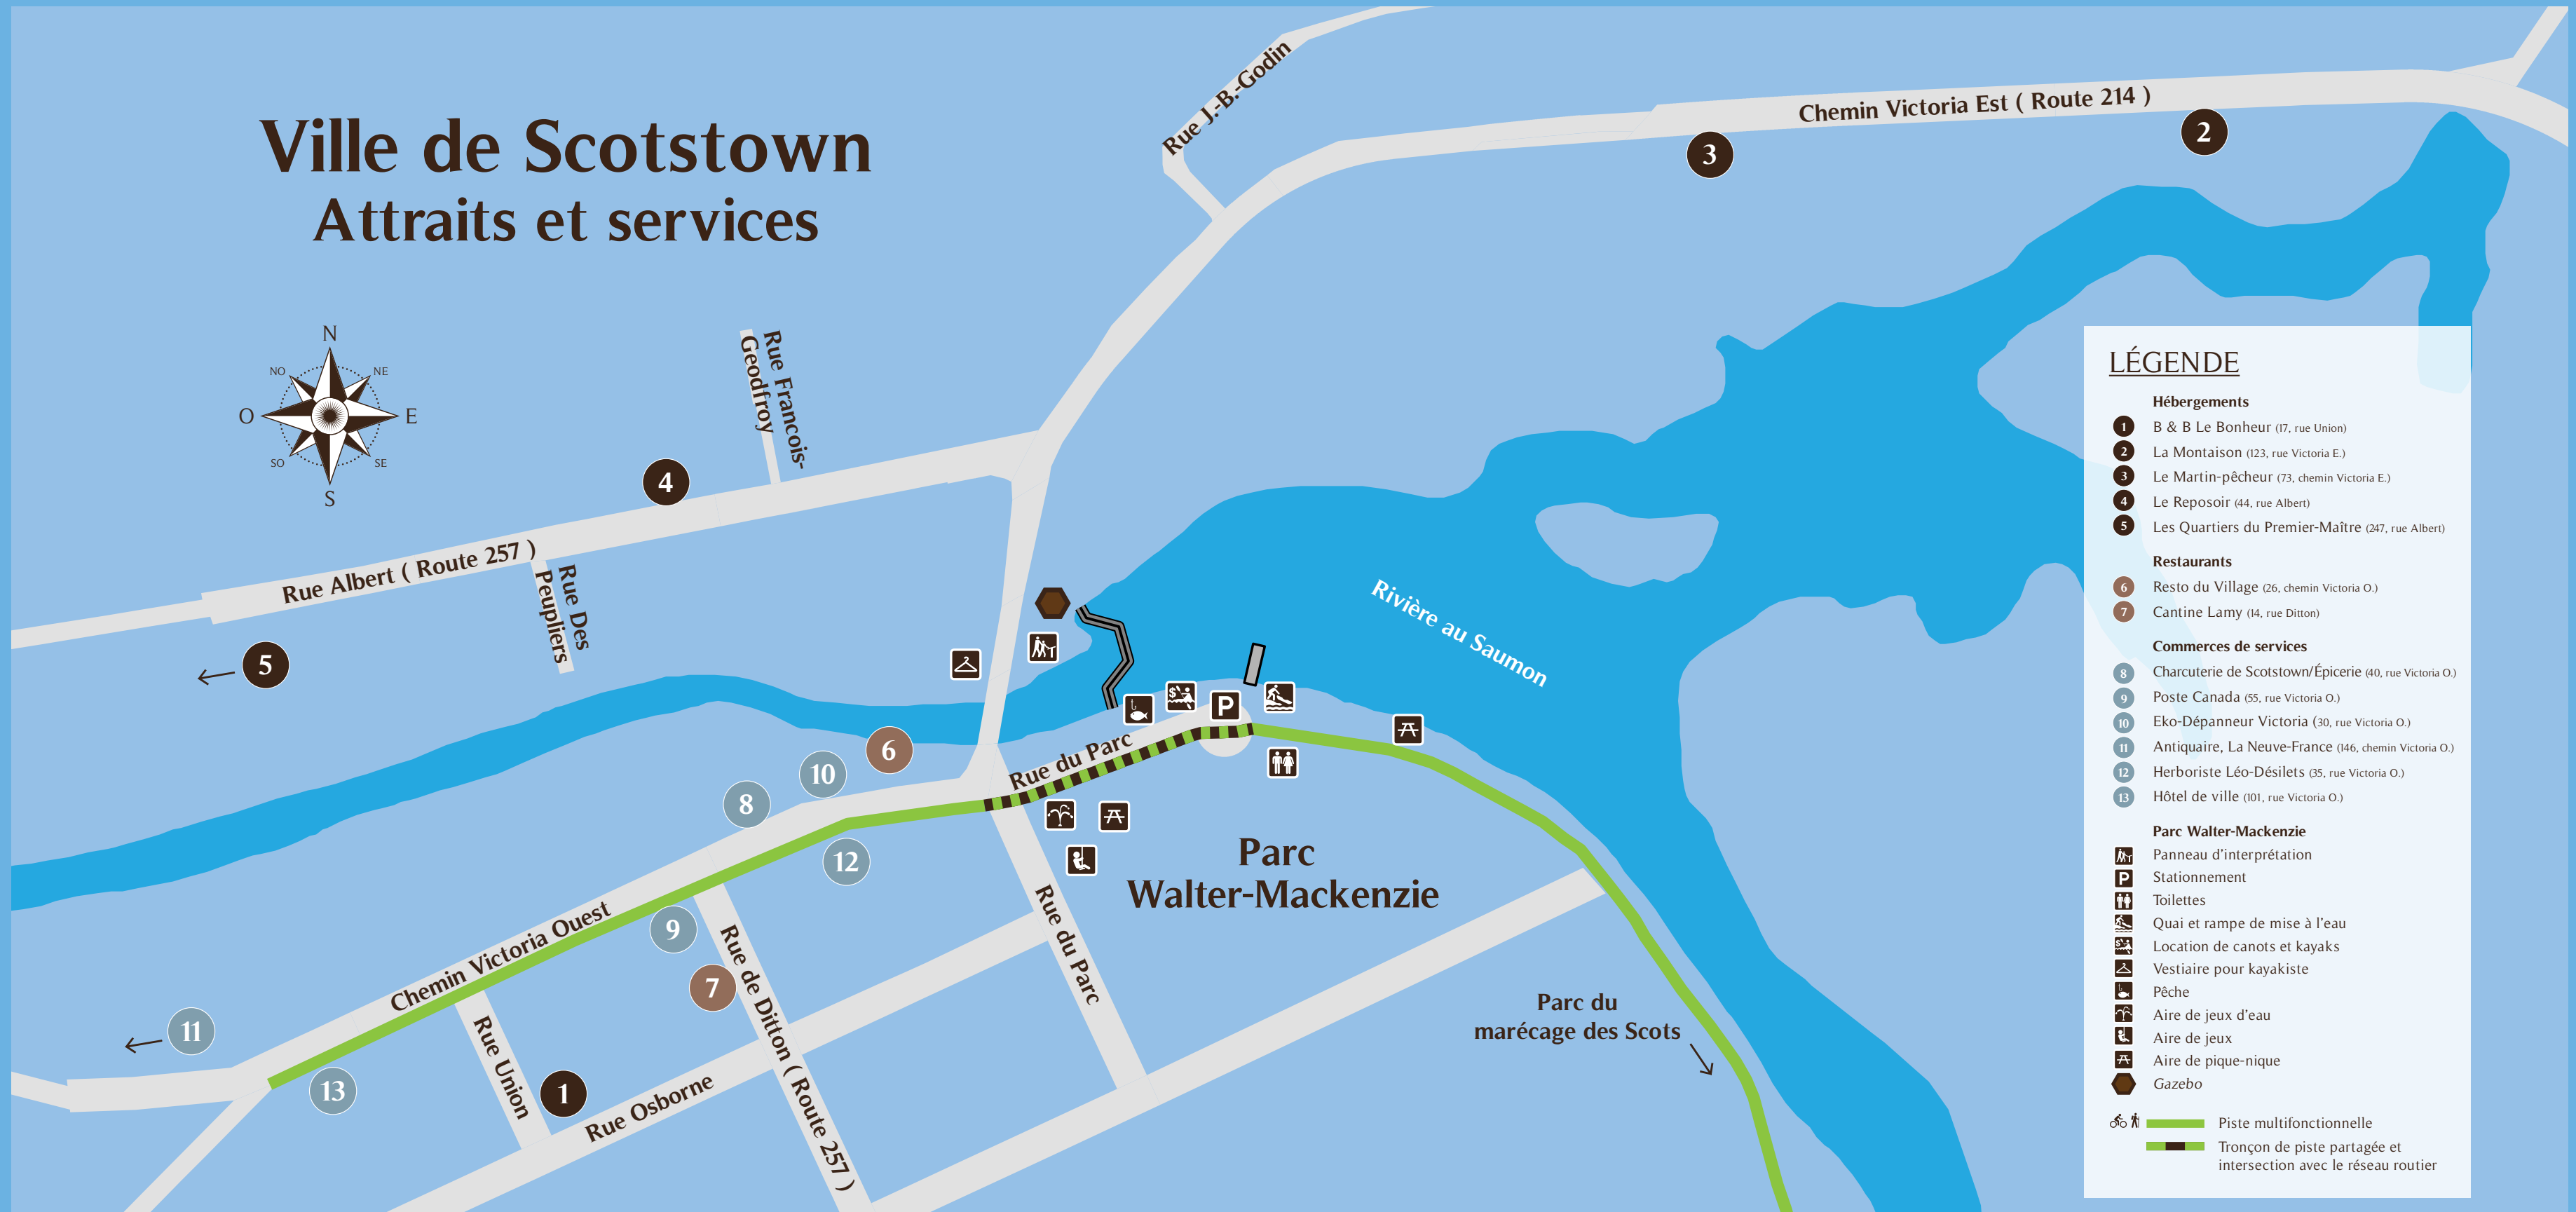 Ville de Scotstown
Attraits et services
N
NO
NE
O
E
SO
SE
S
Rue J.-B.-Godin
Chemin Victoria Est ( Route 214 )
3
2
Rue Francois-
Geodfroy
4
Rue Albert ( Route 257 )
Rue Des
Peupliers
5
Rivière au Saumon
$
P
6
10
8
Rue du Parc
12
Parc
Walter-Mackenzie
9
7
Chemin Victoria Ouest
Rue de Ditton ( Route 257 )
Rue du Parc
11
13
Rue Union
1
Rue Osborne
Parc du
marécage des Scots
LÉGENDE
Hébergements
1 B & B Le Bonheur (17, rue Union)
2 La Montaison (123, rue Victoria E.)
3 Le Martin-pêcheur (73, chemin Victoria E.)
4 Le Reposoir (44, rue Albert)
5 Les Quartiers du Premier-Maître (247, rue Albert)
Restaurants
6 Resto du Village (26, chemin Victoria O.)
7 Cantine Lamy (14, rue Ditton)
Commerces de services
8 Charcuterie de Scotstown/Épicerie (40, rue Victoria O.)
9 Poste Canada (55, rue Victoria O.)
10 Eko-Dépanneur Victoria (30, rue Victoria O.)
11 Antiquaire, La Neuve-France (146, chemin Victoria O.)
12 Herboriste Léo-Désilets (35, rue Victoria O.)
13 Hôtel de ville (101, rue Victoria O.)
Parc Walter-Mackenzie
Panneau d'interprétation
P Stationnement
Toilettes
Quai et rampe de mise à l'eau
$ Location de canots et kayaks
Vestiaire pour kayakiste
Pêche
Aire de jeux d'eau
Aire de jeux
Aire de pique-nique
Gazebo
Piste multifonctionnelle
Tronçon de piste partagée et
intersection avec le réseau routier